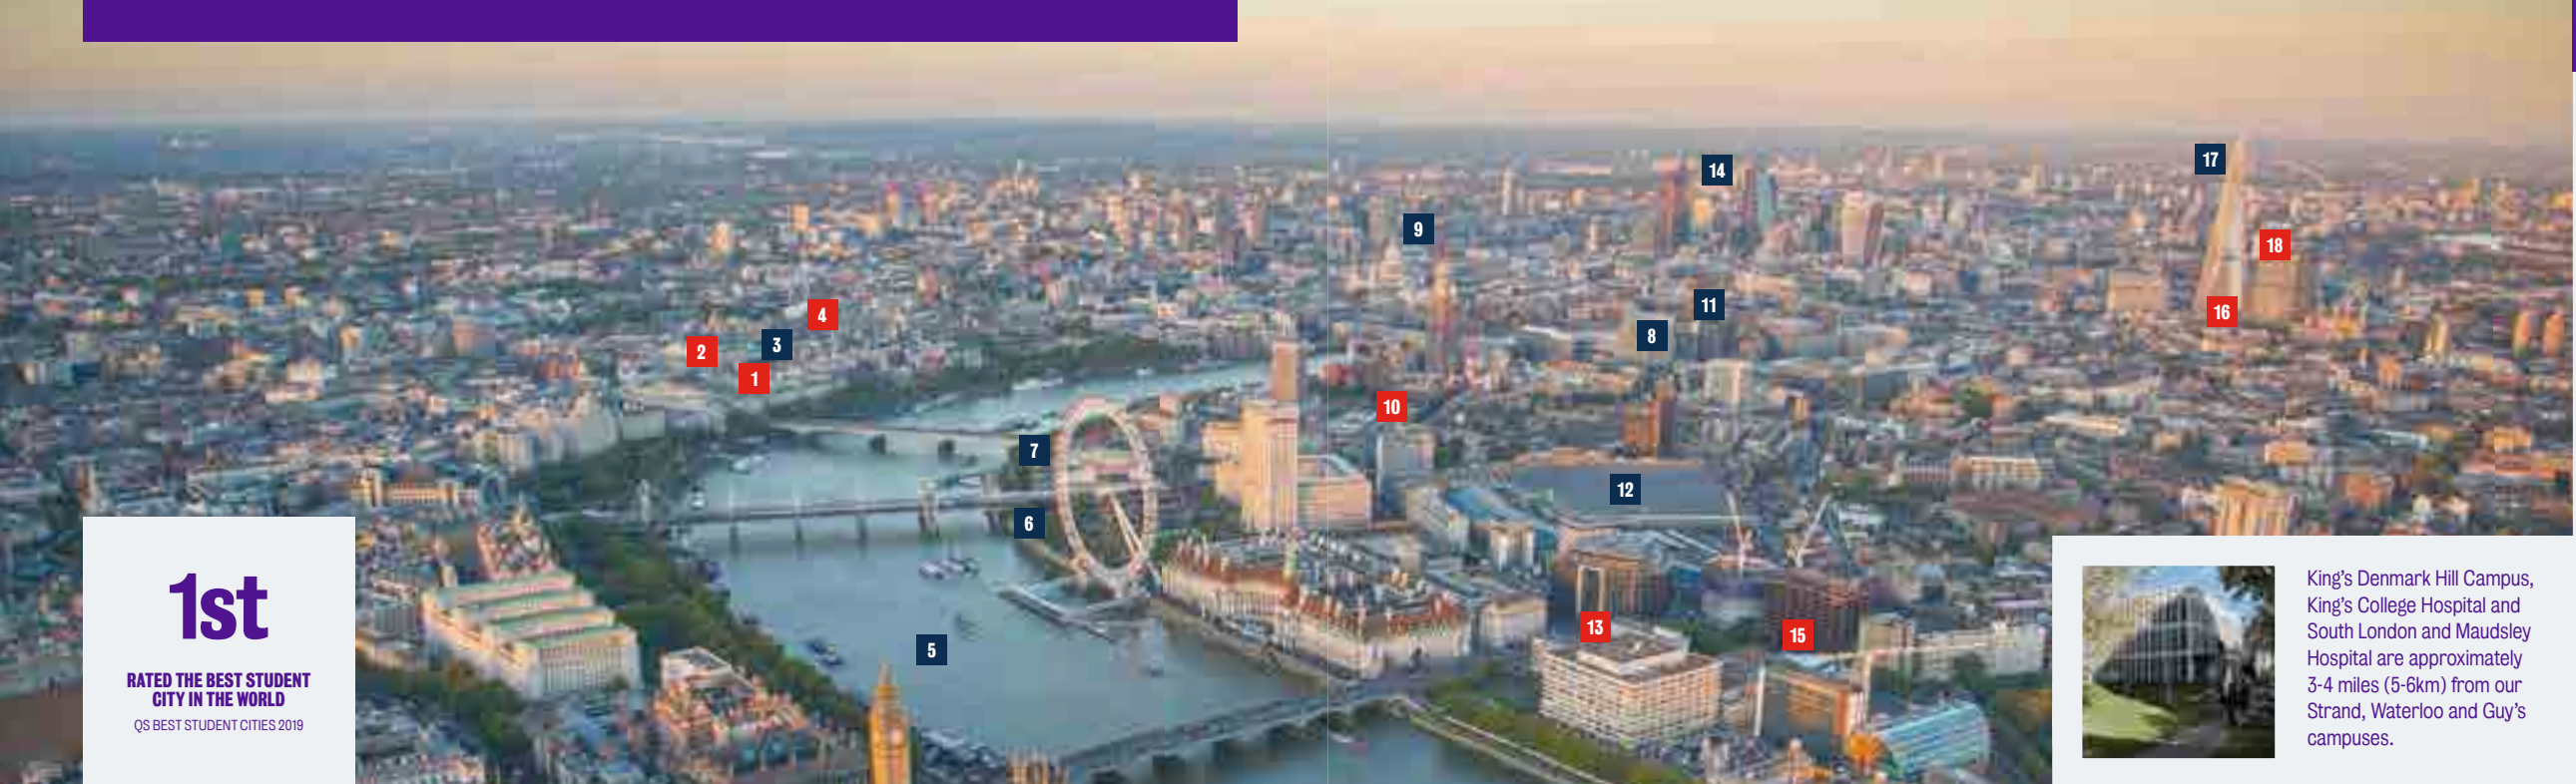 14
17
9
18
4
11
16
3
8
2
1
10
7
12
6
13
15
5
1st
RATED THE BEST STUDENT
CITY IN THE WORLD
QS BEST STUDENT CITIES 2019
King’s Denmark Hill Campus,
King’s College Hospital and
South London and Maudsley
Hospital are approximately
3-4 miles (5-6km) from our
Strand, Waterloo and Guy’s
campuses.